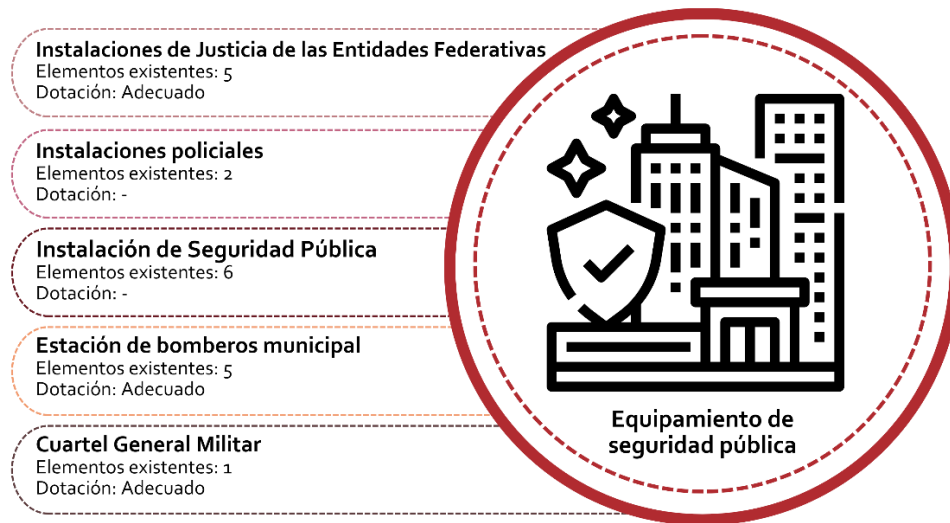 Instalaciones de Justicia de las Entidades Federativas
Elementos existentes: 5
Dotación: Adecuado
Instalaciones policiales
Elementos existentes: 2
Dotación: -
Instalación de Seguridad Pública
Elementos existentes: 6
Dotación: -
Estación de bomberos municipal
Elementos existentes: 5
Dotación: Adecuado
Cuartel General Militar
Elementos existentes: 1
Dotación: Adecuado
Equipamiento de
seguridad pública